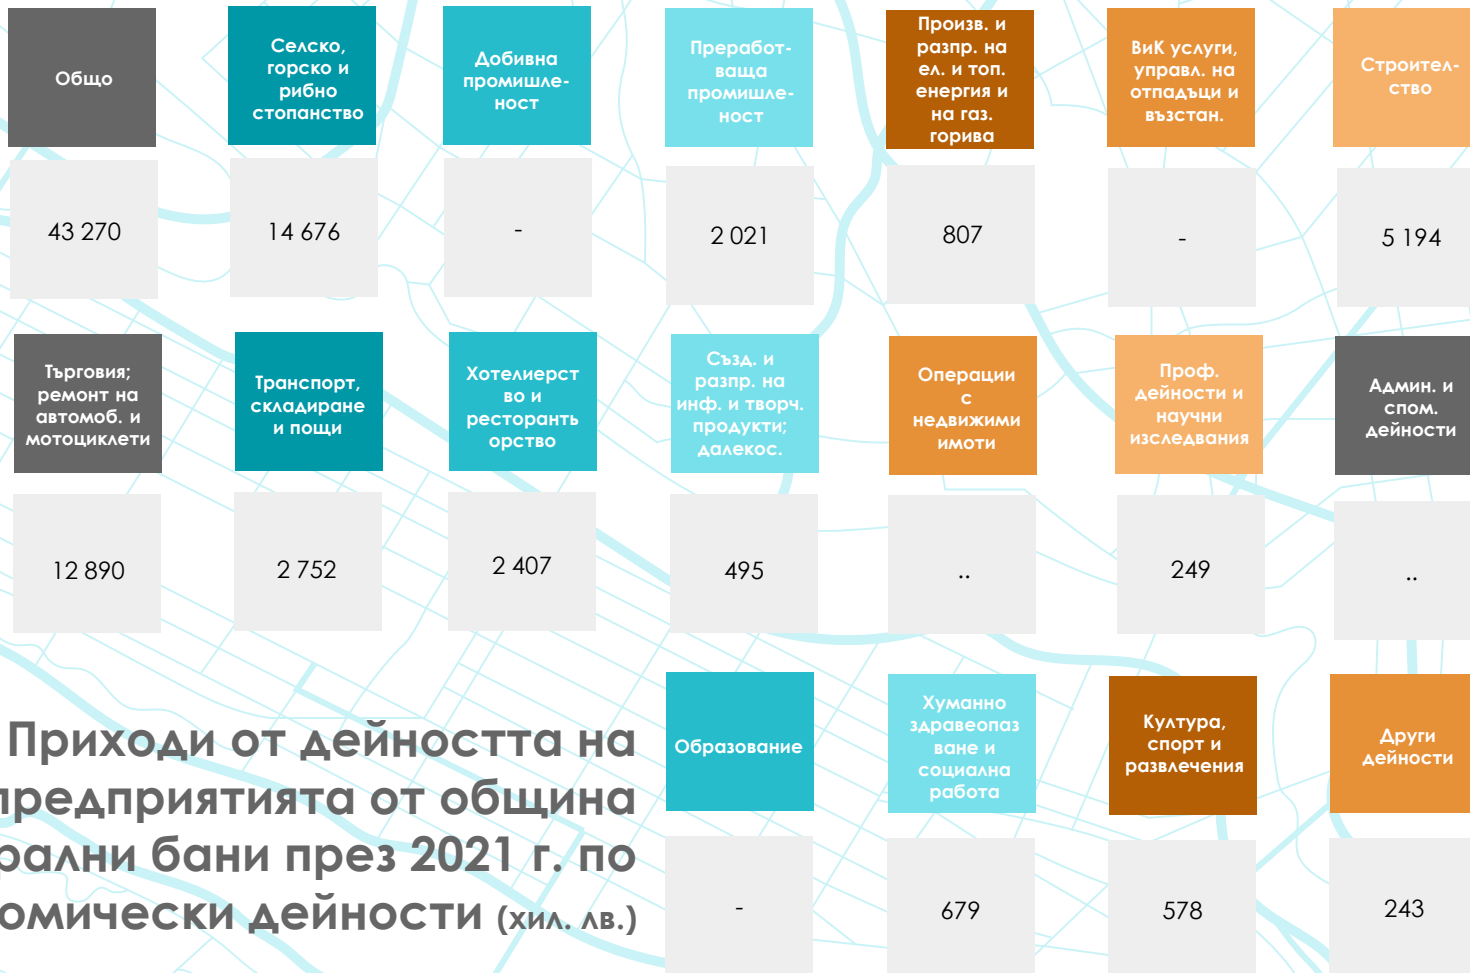 Общо
Селско,
горско и
рибно
стопанство
Добивна
промишле-
ност
Преработ-
ваща
промишле-
ност
Произв. и
разпр. на
ел. и топ.
енергия и
на газ.
горива
ВиК услуги,
управл. на
отпадъци и
възстан.
Строител-
ство
43 270
14 676
-
2 021
807
-
5 194
Търговия;
ремонт на
автомоб. и
мотоциклети
Транспорт,
складиране
и пощи
Хотелиерст
во и
ресторантъ
орство
Създ. и
разпр. на
инф. и творч.
продукти;
далекос.
Операции
с
недвижими
имоти
Проф.
дейности и
научни
изследвания
Админ. и
спом.
дейности
12 890
2 752
2 407
495
..
249
..
Приходи от дейността на
предприятията от община
рални бани през 2021 г. по
омически дейности (хил. лв.)
Образование
Хуманно
здравеопаз
ване и
социална
работа
Култура,
спорт и
развлечения
Други
дейности
-
679
578
243